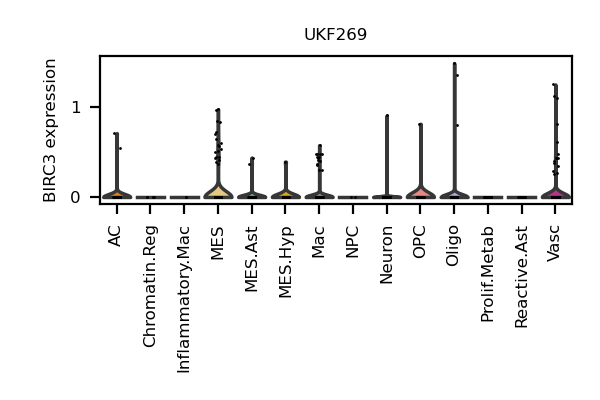 UKF269
BIRC3 expression
1
0
AC
Chromatin.Reg
Inflammatory.Mac
MES
MES.Ast
MES.Hyp
Mac
NPC
Neuron
OPC
Oligo
Prolif.Metab
Reactive.Ast
Vasc